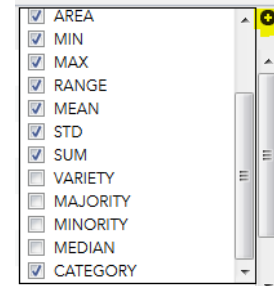 AREA
MIN
MAX
RANGE
MEAN
STD
SUM
VARIETY
MAJORITY
MINORITY
MEDIAN
CATEGORY